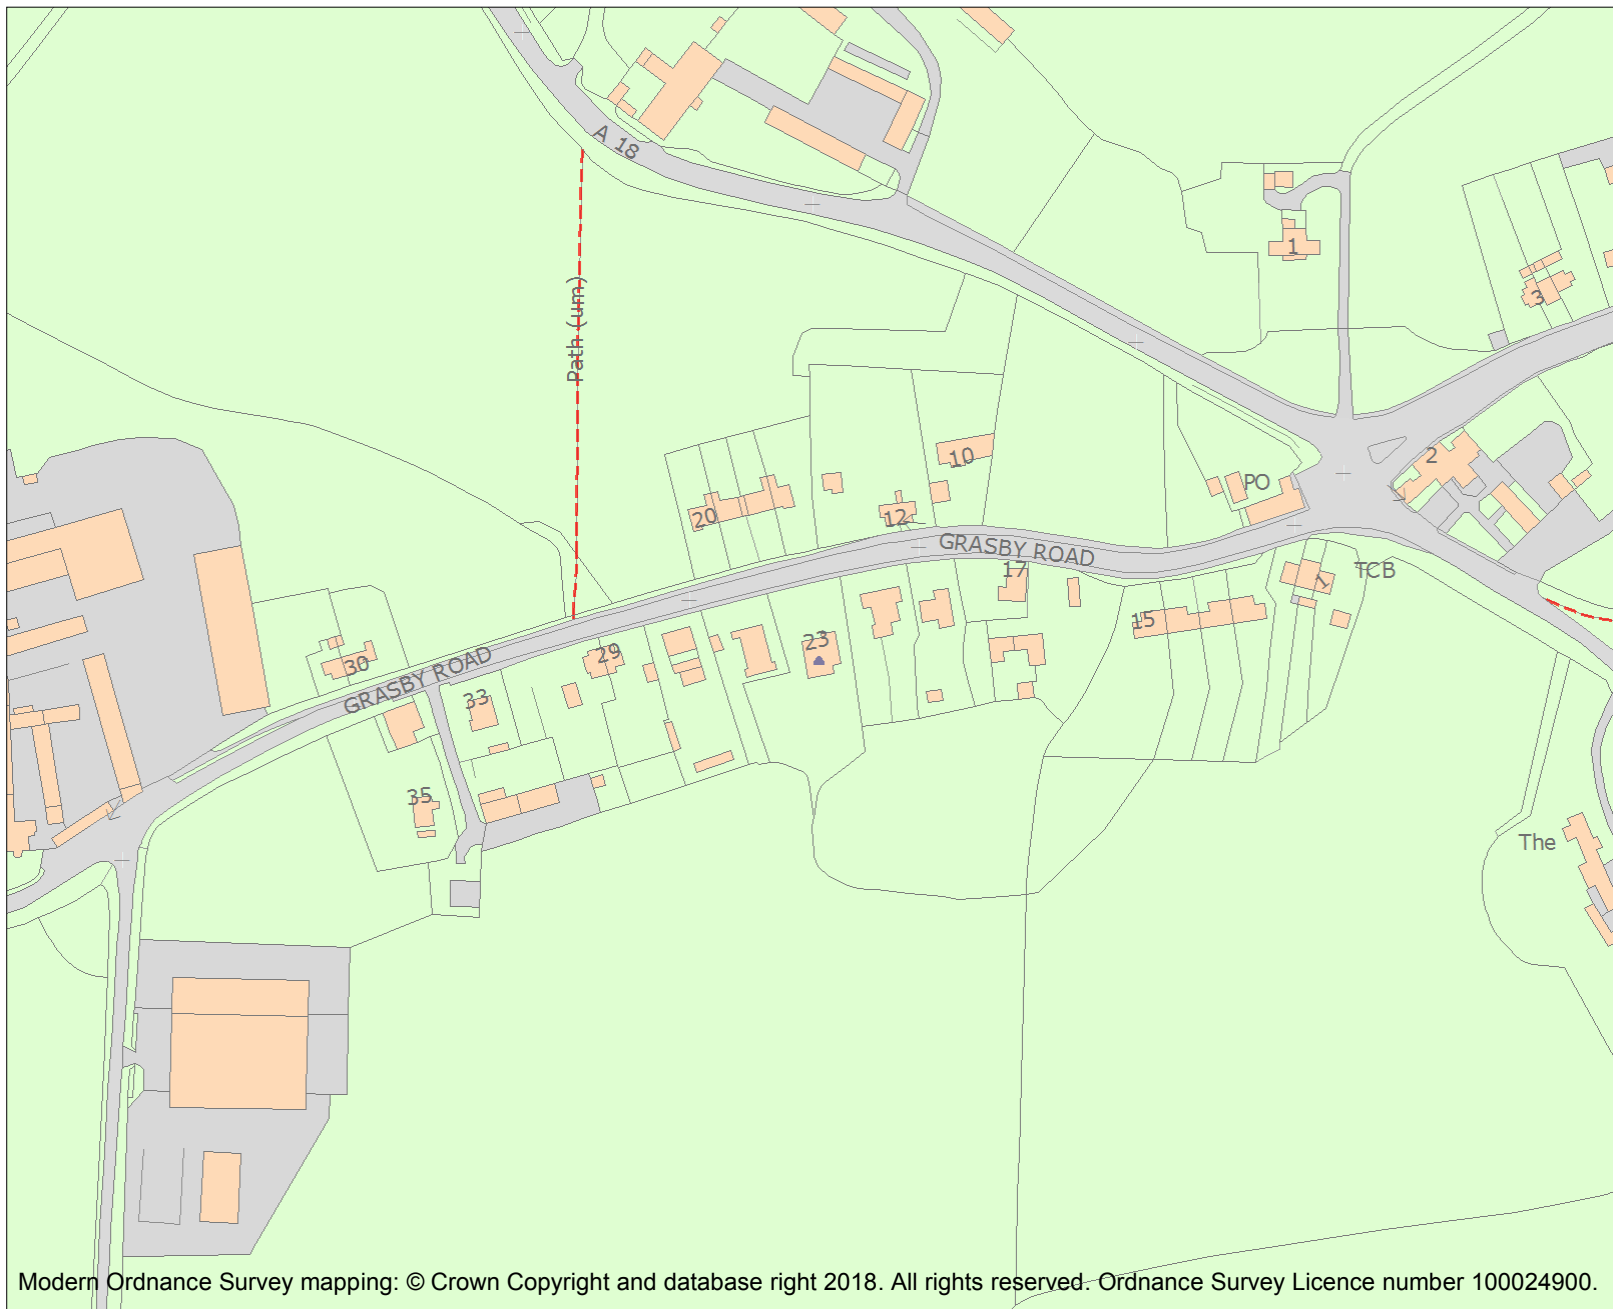 A 18
1
3
Path (um)
10
2
PO
20
12
GRASBY ROAD
17
TCB
1
15
23
29
30
GRASBY ROAD
33
35
The
Modern Ordnance Survey mapping: © Crown Copyright and database right 2018. All rights reserved. Ordnance Survey Licence number 100024900.